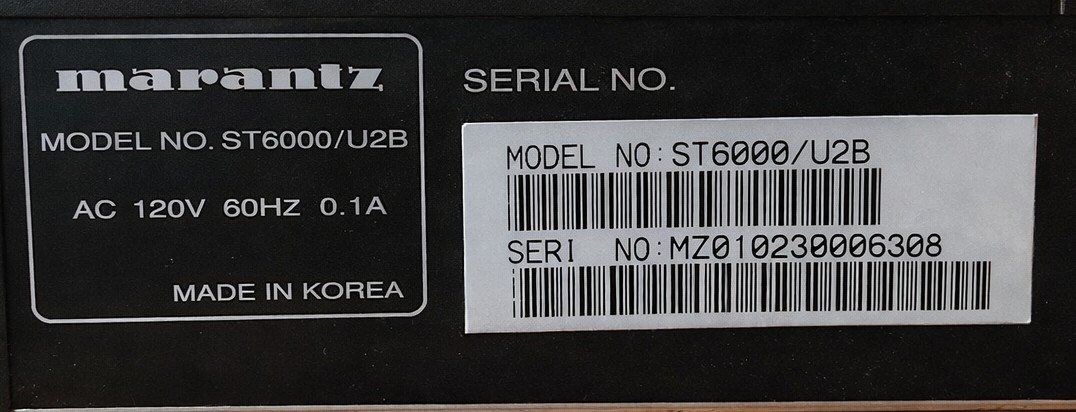 marantz
MODEL NO. ST6000/U2B
AC 120V 60HZ 0.1A
MADE IN KOREA
SERIAL NO.
MODEL NO:ST6000/U2B
SERI NO:MZ010230006308